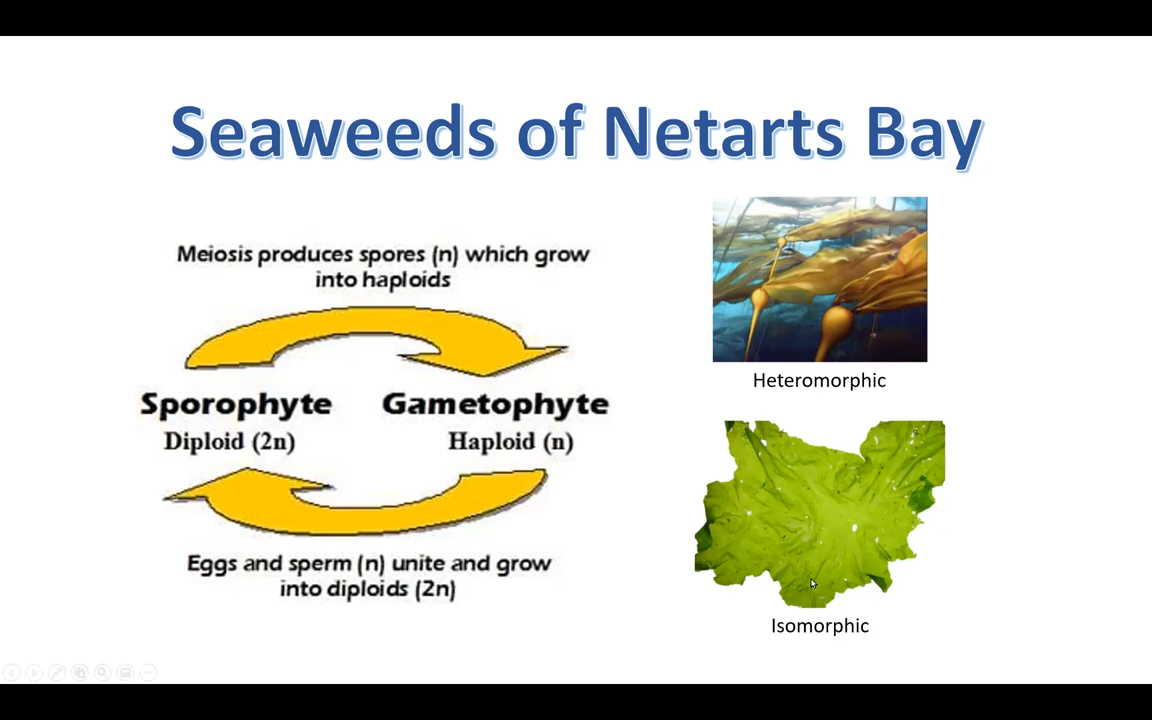 Seaweeds of Netarts Bay
Meiosis produces spores (n) which grow
into haploids
Sporophyte
Gametophyte
Diploid (2n)
Haploid (n)
Eggs and sperm (n) unite and grow
into diploids (2n)
Heteromorphic
Isomorphic